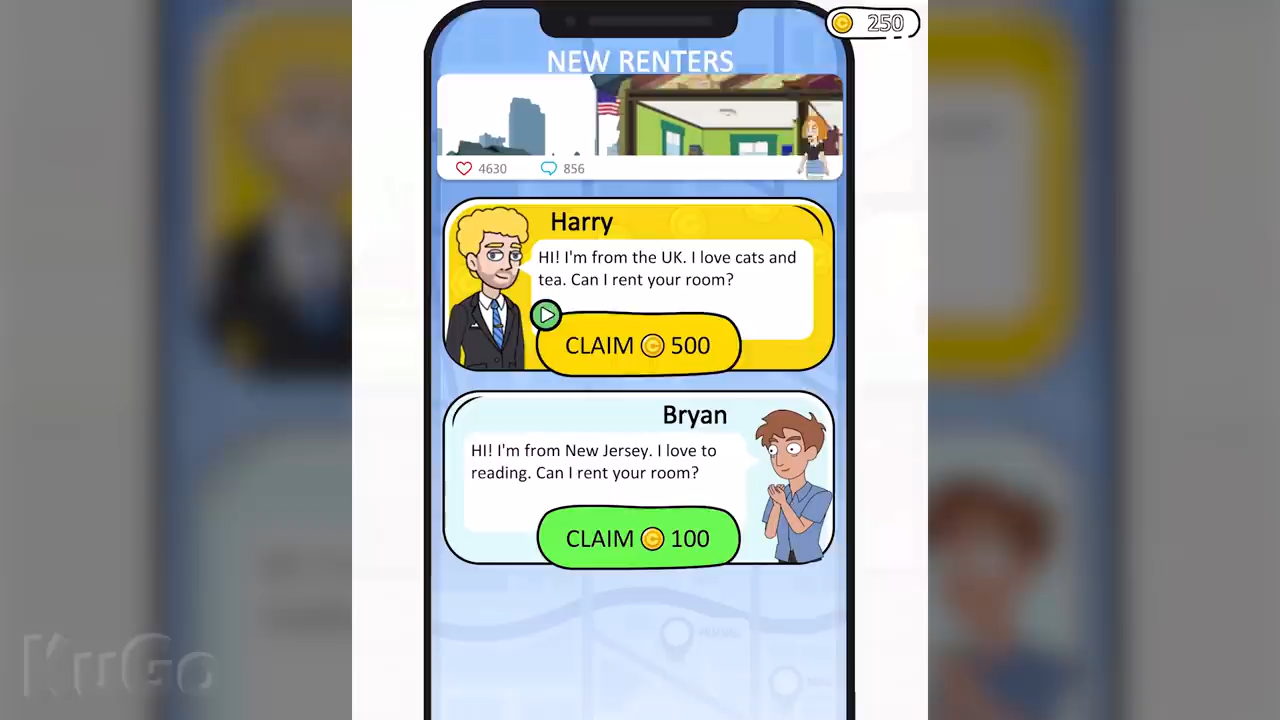 250
NEW RENTERS
4630 856
Harry
HI! I'm from the UK. I love cats and
tea. Can I rent your room?
CLAIM C 500
Bryan
HI! I'm from New Jersey. I love to
reading. Can I rent your room?
CLAIM C 100
KuGo